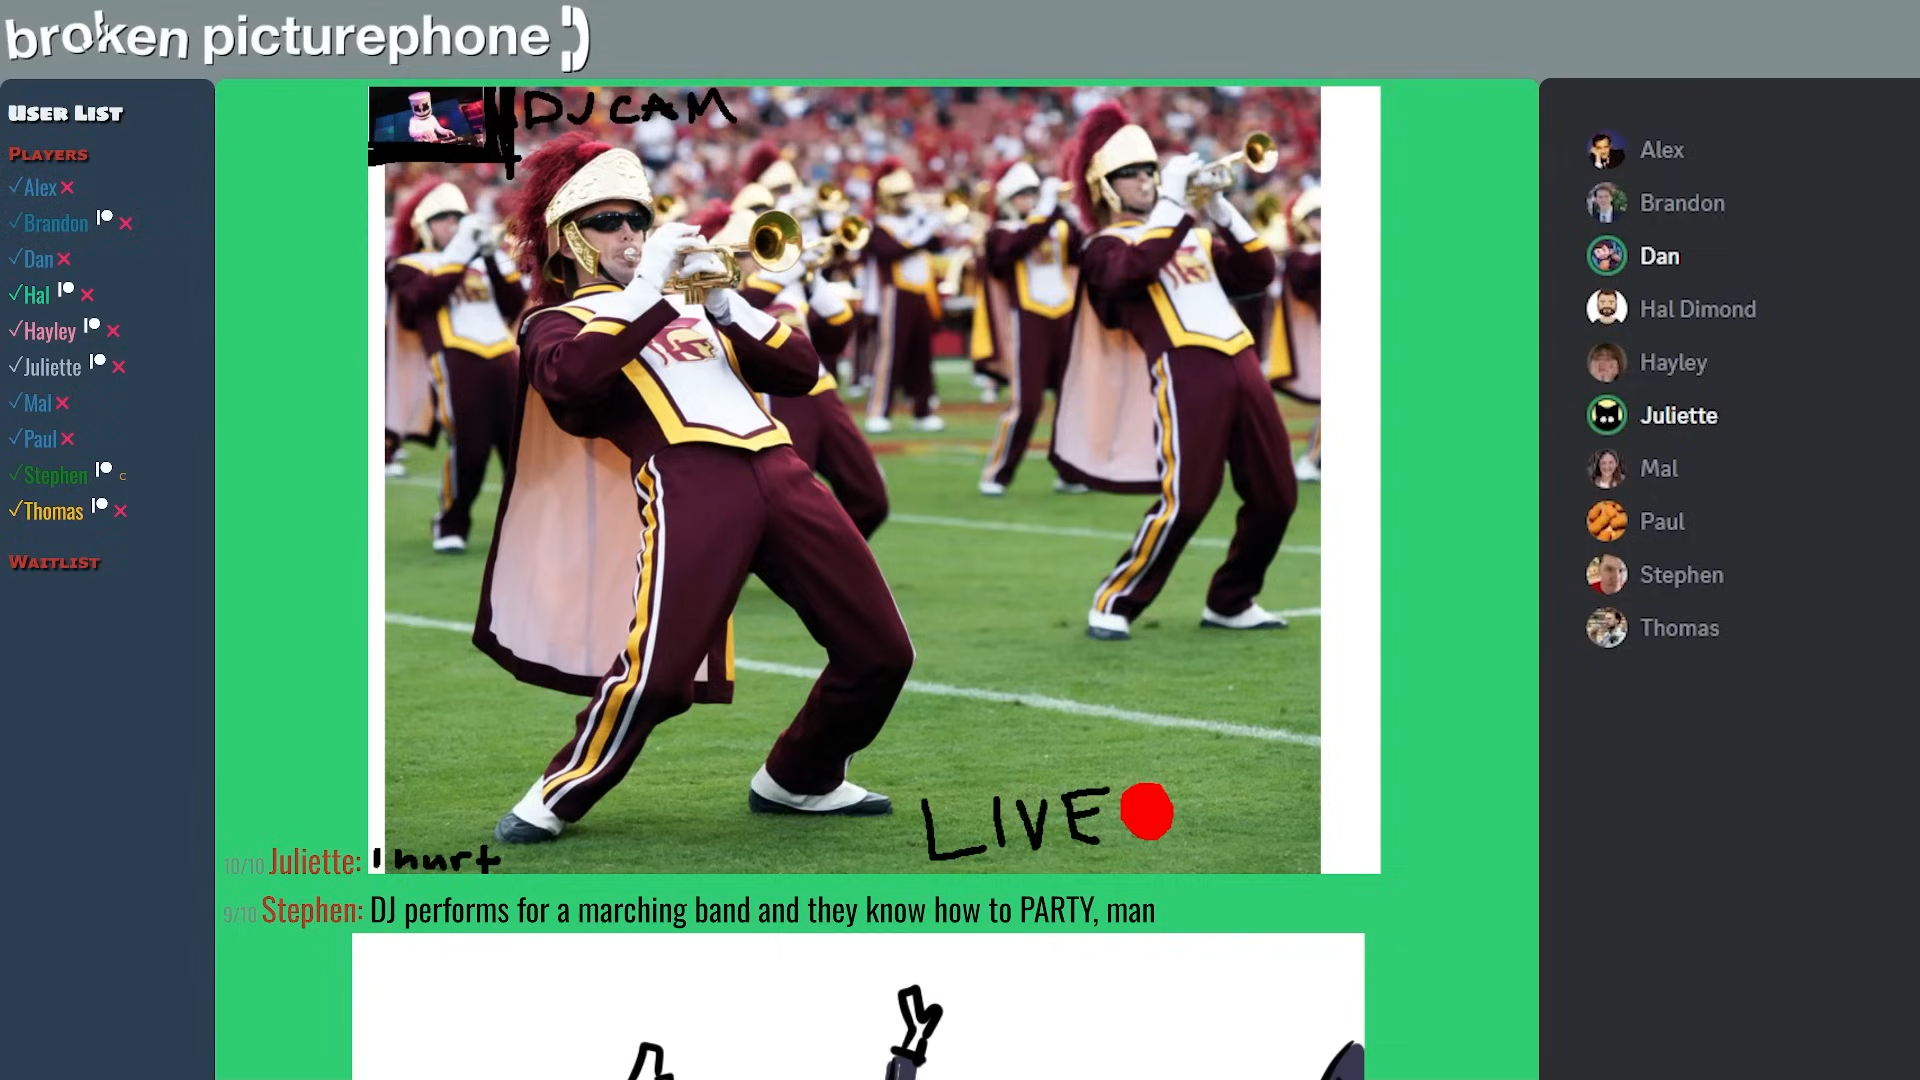 broken picturephone
USER LIST
PLAYERS
Alex
Brandon
Dan
Hal
Hayley
Juliette
Mal
Paul
Stephen
Thomas
WAITLIST
DJ CAM
LIVE
10/10 Juliette: I hurt
9/10 Stephen: DJ performs for a marching band and they know how to PARTY, man
Alex
Brandon
Dan
Hal Dimond
Hayley
Juliette
Mal
Paul
Stephen
Thomas